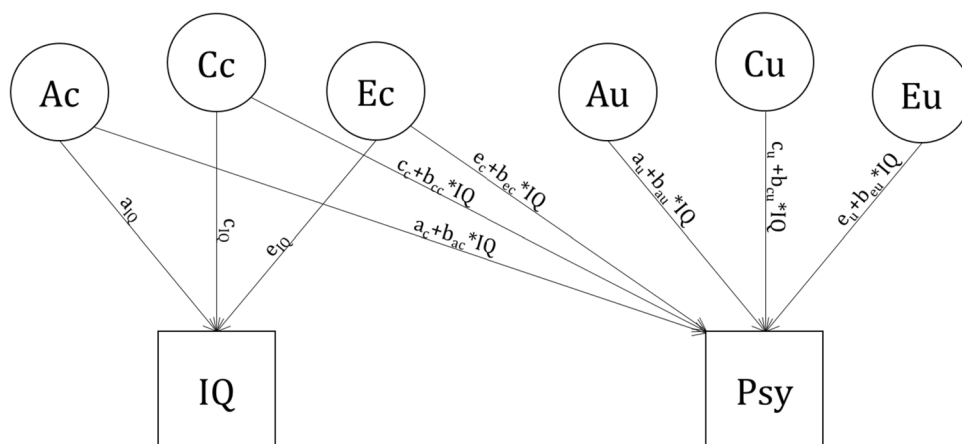 Ac
Cc
Ec
Au
Cu
Eu
a_IQ
c_IQ
e_IQ
a_c+b_ac*IQ
c_c+b_cc*IQ
e_c+b_ec*IQ
a_u+b_au*IQ
c_u+b_cu*IQ
e_u+b_eu*IQ
IQ
Psy